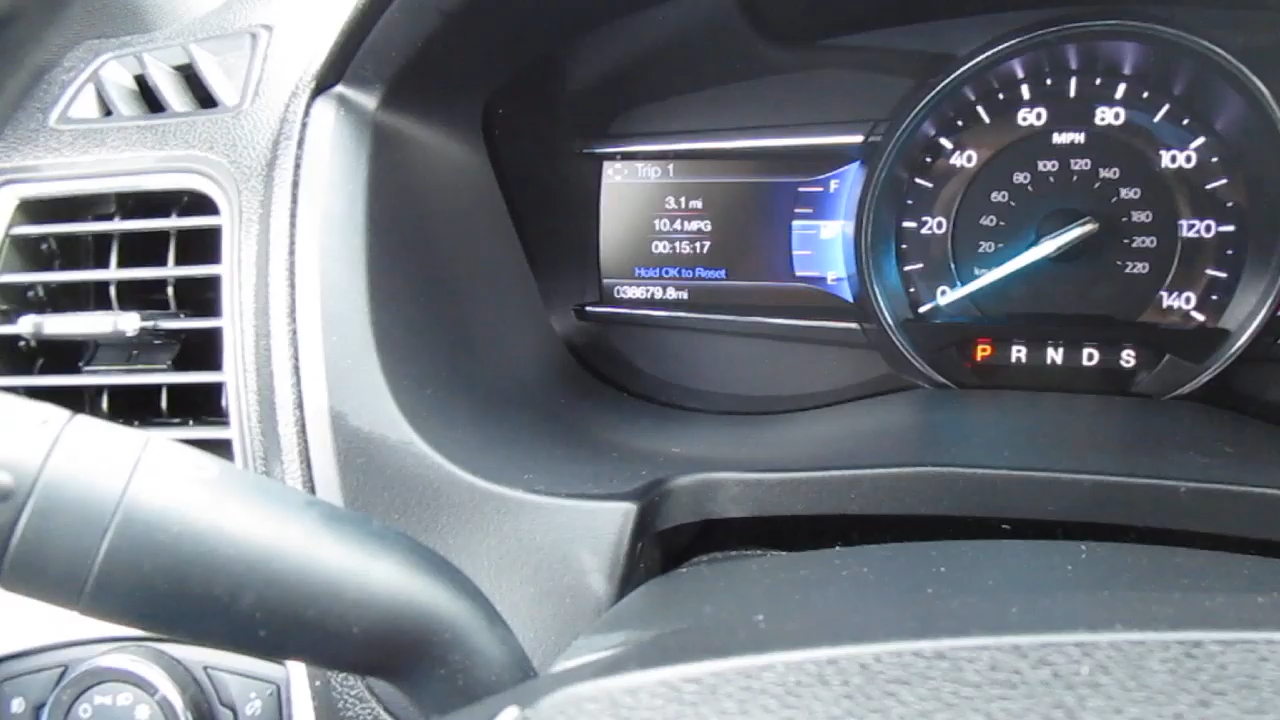 Trip 1
3.1 mi
10.4 MPG
00:15:17
Hold OK to Reset
038679.8mi
F
E
0
20
40
60
80
100
120
140
MPH
20
40
60
80
100
120
140
160
180
200
220
P R N D S